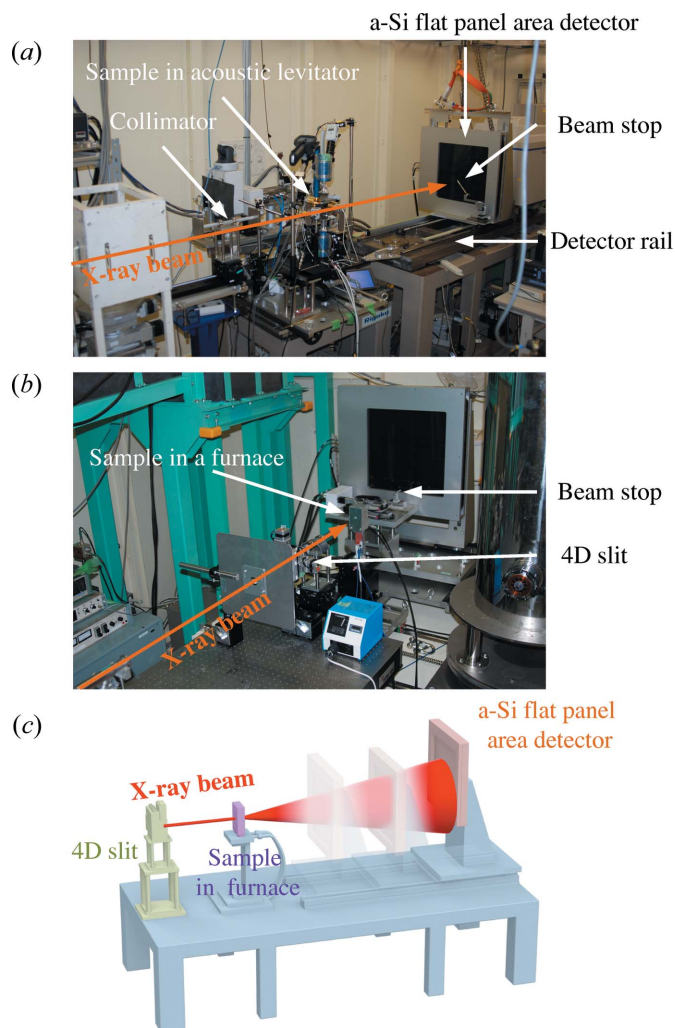 a-Si flat panel area detector
(a)
Sample in acoustic levitator
Collimator
Beam stop
Detector rail
X-ray beam
Rigaku
(b)
Sample in a furnace
Beam stop
4D slit
X-ray beam
(c)
a-Si flat panel
area detector
X-ray beam
4D slit
Sample
in furnace